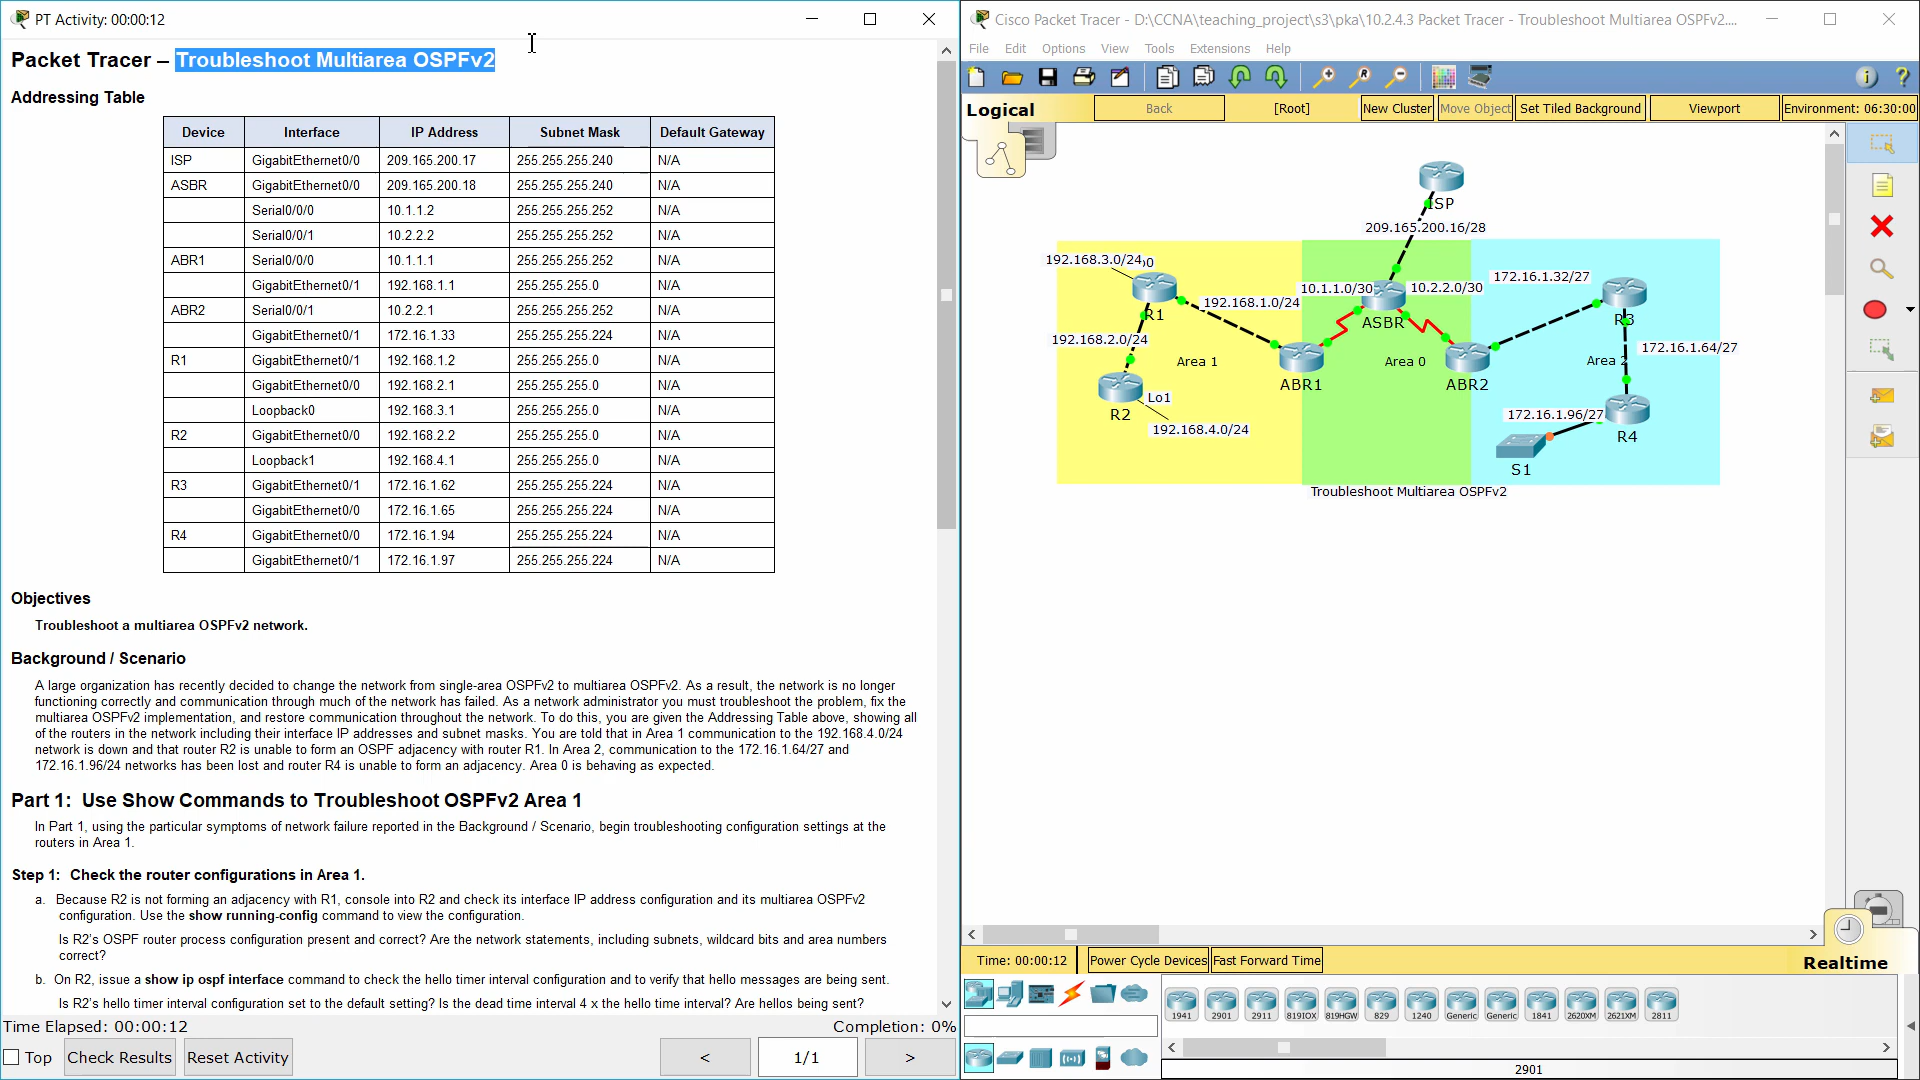 PT Activity: 00:00:12
Packet Tracer – Troubleshoot Multiarea OSPFv2
Addressing Table
Device Interface IP Address Subnet Mask Default Gateway
ISP GigabitEthernet0/0 209.165.200.17 255.255.255.240 N/A
ASBR GigabitEthernet0/0 209.165.200.18 255.255.255.240 N/A
Serial0/0/0 10.1.1.2 255.255.255.252 N/A
Serial0/0/1 10.2.2.2 255.255.255.252 N/A
ABR1 Serial0/0/0 10.1.1.1 255.255.255.252 N/A
GigabitEthernet0/1 192.168.1.1 255.255.255.0 N/A
ABR2 Serial0/0/1 10.2.2.1 255.255.255.252 N/A
GigabitEthernet0/1 172.16.1.33 255.255.255.224 N/A
R1 GigabitEthernet0/1 192.168.1.2 255.255.255.0 N/A
GigabitEthernet0/0 192.168.2.1 255.255.255.0 N/A
Loopback0 192.168.3.1 255.255.255.0 N/A
R2 GigabitEthernet0/0 192.168.2.2 255.255.255.0 N/A
Loopback1 192.168.4.1 255.255.255.0 N/A
R3 GigabitEthernet0/1 172.16.1.62 255.255.255.224 N/A
GigabitEthernet0/0 172.16.1.65 255.255.255.224 N/A
R4 GigabitEthernet0/0 172.16.1.94 255.255.255.224 N/A
GigabitEthernet0/1 172.16.1.97 255.255.255.224 N/A
Objectives
Troubleshoot a multiarea OSPFv2 network.
Background / Scenario
A large organization has recently decided to change the network from single-area OSPFv2 to multiarea OSPFv2. As a result, the network is no longer
functioning correctly and communication through much of the network has failed. As a network administrator you must troubleshoot the problem, fix the
multiarea OSPFv2 implementation, and restore communication throughout the network. To do this, you are given the Addressing Table above, showing all
of the routers in the network including their interface IP addresses and subnet masks. You are told that in Area 1 communication to the 192.168.4.0/24
network is down and that router R2 is unable to form an OSPF adjacency with router R1. In Area 2, communication to the 172.16.1.64/27 and
172.16.1.96/24 networks has been lost and router R4 is unable to form an adjacency. Area 0 is behaving as expected.
Part 1: Use Show Commands to Troubleshoot OSPFv2 Area 1
In Part 1, using the particular symptoms of network failure reported in the Background / Scenario, begin troubleshooting configuration settings at the
routers in Area 1.
Step 1: Check the router configurations in Area 1.
a. Because R2 is not forming an adjacency with R1, console into R2 and check its interface IP address configuration and its multiarea OSPFv2
configuration. Use the show running-config command to view the configuration.
Is R2's OSPF router process configuration present and correct? Are the network statements, including subnets, wildcard bits and area numbers
correct?
b. On R2, issue a show ip ospf interface command to check the hello timer interval configuration and to verify that hello messages are being sent.
Is R2's hello timer interval configuration set to the default setting? Is the dead time interval 4 x the hello time interval? Are hellos being sent?
Time Elapsed: 00:00:12 Completion: 0%
Top Check Results Reset Activity < 1/1 >
Cisco Packet Tracer - D:\CCNA\teaching_project\s3\pka\10.2.4.3 Packet Tracer - Troubleshoot Multiarea OSPFv2....
File Edit Options View Tools Extensions Help
Logical Back [Root] New Cluster Move Object Set Tiled Background Viewport Environment: 06:30:00
ISP
209.165.200.16/28
192.168.3.0/24
R1
192.168.1.0/24
10.1.1.0/30
10.2.2.0/30
ASBR
172.16.1.32/27
R3
192.168.2.0/24
172.16.1.64/27
Area 1
Area 0
Area 2
ABR1
ABR2
R2
Lo1
192.168.4.0/24
172.16.1.96/27
R4
S1
Troubleshoot Multiarea OSPFv2
Time: 00:00:12 Power Cycle Devices Fast Forward Time
Realtime
1941 2901 2911 819IOX 819HGW 829 1240 Generic Generic 1841 2620XM 2621XM 2811
2901